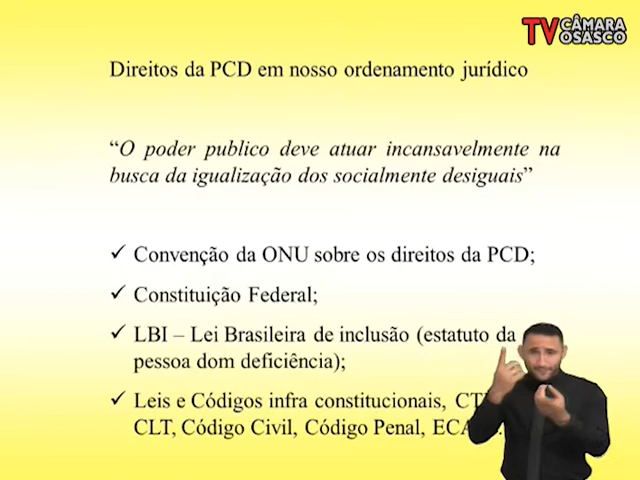 TV CÂMARA
OSASCO
Direitos da PCD em nosso ordenamento jurídico
“O poder publico deve atuar incansavelmente na
busca da igualização dos socialmente desiguais”
✓ Convenção da ONU sobre os direitos da PCD;
✓ Constituição Federal;
✓ LBI – Lei Brasileira de inclusão (estatuto da
pessoa dom deficiência);
✓ Leis e Códigos infra constitucionais,
CLT, Código Civil, Código Penal,